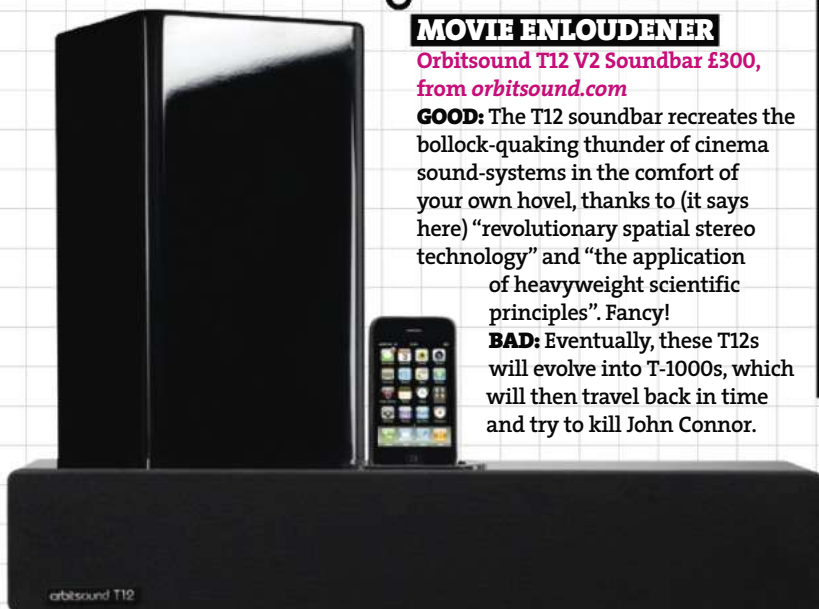 MOVIE ENLOUDENER
Orbitsound T12 V2 Soundbar £300,
from orbitsound.com
GOOD: The T12 soundbar recreates the
bollock-quaking thunder of cinema
sound-systems in the comfort of
your own hovel, thanks to (it says
here) “revolutionary spatial stereo
technology” and “the application
of heavyweight scientific
principles”. Fancy!
BAD: Eventually, these T12s
will evolve into T-1000s, which
will then travel back in time
and try to kill John Connor.
orbitsound T12